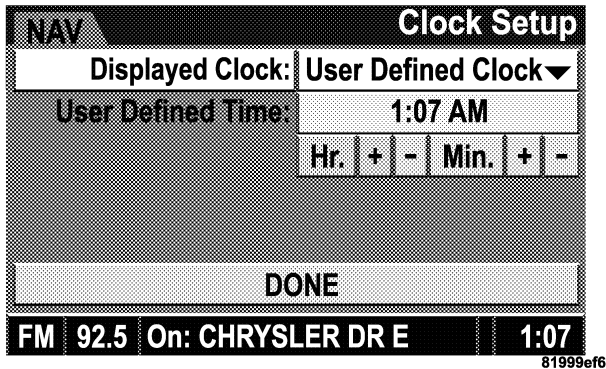 NAV Clock Setup
Displayed Clock: User Defined Clock
User Defined Time: 1:07 AM
Hr. + - Min. + -
DONE
FM 92.5 On: CHRYSLER DR E 1:07
81999ef6